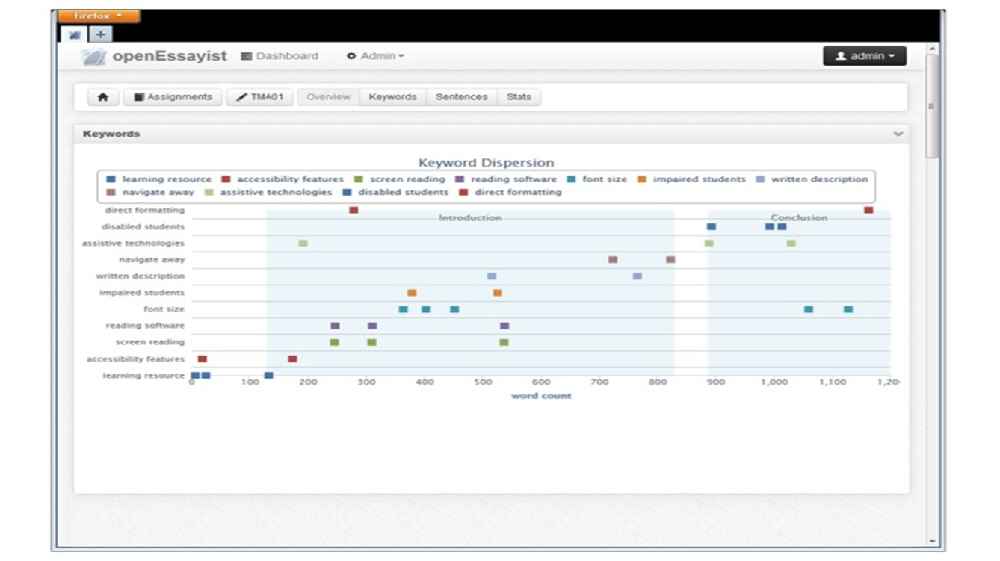 Firefox
openEssayist Dashboard Admin admin
Assignments TMA01 Overview Keywords Sentences Stats
Keywords
Keyword Dispersion
learning resource accessibility features screen reading reading software font size impaired students written description
navigate away assistive technologies disabled students direct formatting
direct formatting
Introduction Conclusion
disabled students
assistive technologies
navigate away
written description
impaired students
font size
reading software
screen reading
accessibility features
learning resource
0 100 200 300 400 500 600 700 800 900 1,000 1,100 1,20
word count